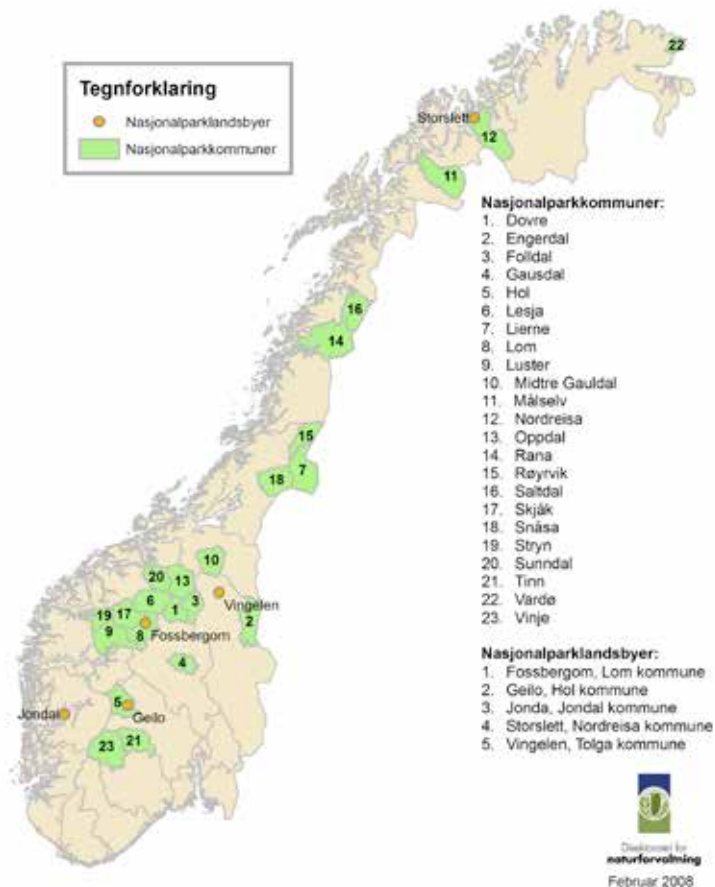 Tegnforklaring
Nasjonalparklandsbyer
Nasjonalparkkommuner
22
Storslett
12
11
16
14
15
7
18
10
20
13
6
1
3
Vingelen
2
19
17
9
8
Fossbergom
4
5
Geilo
Jondal
23
21
Nasjonalparkkommuner:
1. Dovre
2. Engerdal
3. Folldal
4. Gausdal
5. Hol
6. Lesja
7. Lierne
8. Lom
9. Luster
10. Midtre Gauldal
11. Målselv
12. Nordreisa
13. Oppdal
14. Rana
15. Røyrvik
16. Saltdal
17. Skjåk
18. Snåsa
19. Stryn
20. Sunndal
21. Tinn
22. Vardø
23. Vinje
Nasjonalparklandsbyer:
1. Fossbergom, Lom kommune
2. Geilo, Hol kommune
3. Jonda, Jondal kommune
4. Storslett, Nordreisa kommune
5. Vingelen, Tolga kommune
Direktoratet for
naturforvaltning
Februar 2008